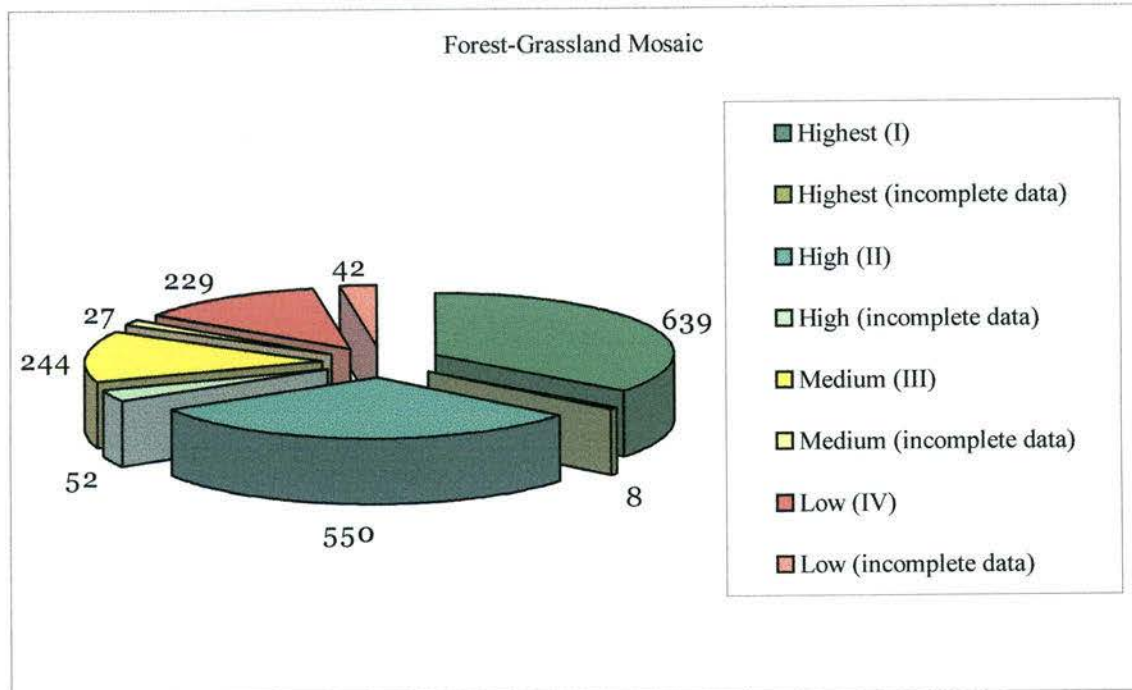 Forest-Grassland Mosaic
Highest (I)
Highest (incomplete data)
High (II)
High (incomplete data)
Medium (III)
Medium (incomplete data)
Low (IV)
Low (incomplete data)
639
8
550
52
244
27
229
42